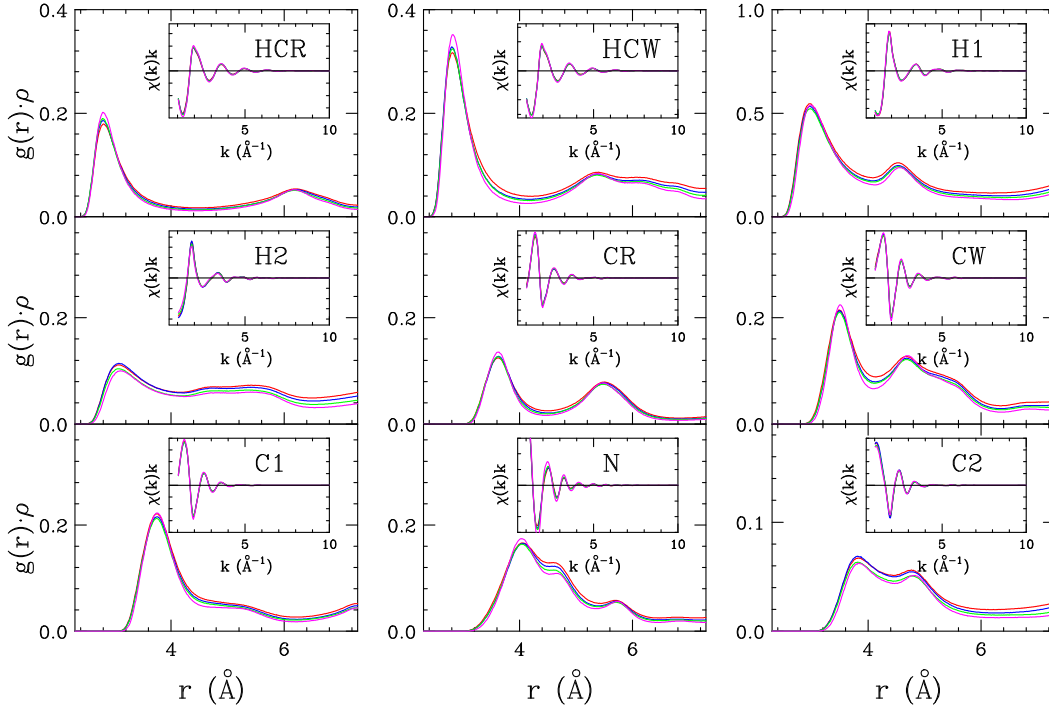 0.4
0.4
1.0
HCR
HCW
H1
χ(k)k
χ(k)k
χ(k)k
5
10
5
10
5
10
k (Å⁻¹)
k (Å⁻¹)
k (Å⁻¹)
g(r)·ρ
0.2
0.2
0.5
0.0
0.0
0.0
H2
CR
CW
χ(k)k
χ(k)k
χ(k)k
5
10
5
10
5
10
k (Å⁻¹)
k (Å⁻¹)
k (Å⁻¹)
g(r)·ρ
0.2
0.2
0.2
0.0
0.0
0.0
C1
N
C2
χ(k)k
χ(k)k
χ(k)k
5
10
5
10
5
10
k (Å⁻¹)
k (Å⁻¹)
k (Å⁻¹)
g(r)·ρ
0.2
0.2
0.1
0.0
0.0
0.0
4
6
4
6
4
6
r (Å)
r (Å)
r (Å)